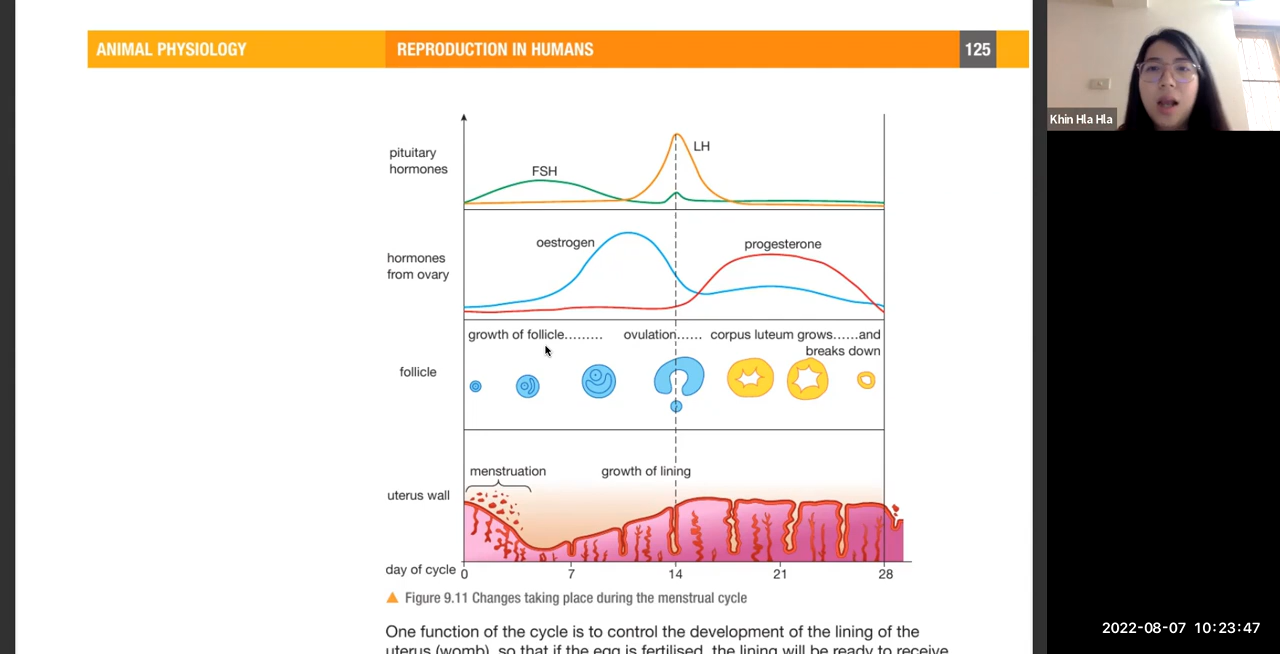 ANIMAL PHYSIOLOGY
REPRODUCTION IN HUMANS
125
Khin Hla Hla
pituitary
hormones
FSH
LH
hormones
from ovary
oestrogen
progesterone
growth of follicle.........
ovulation......
corpus luteum grows......and
breaks down
follicle
menstruation
growth of lining
uterus wall
day of cycle
0
7
14
21
28
Figure 9.11 Changes taking place during the menstrual cycle
One function of the cycle is to control the development of the lining of the
uterus (womb), so that if the egg is fertilised, the lining will be ready to receive
2022-08-07 10:23:47